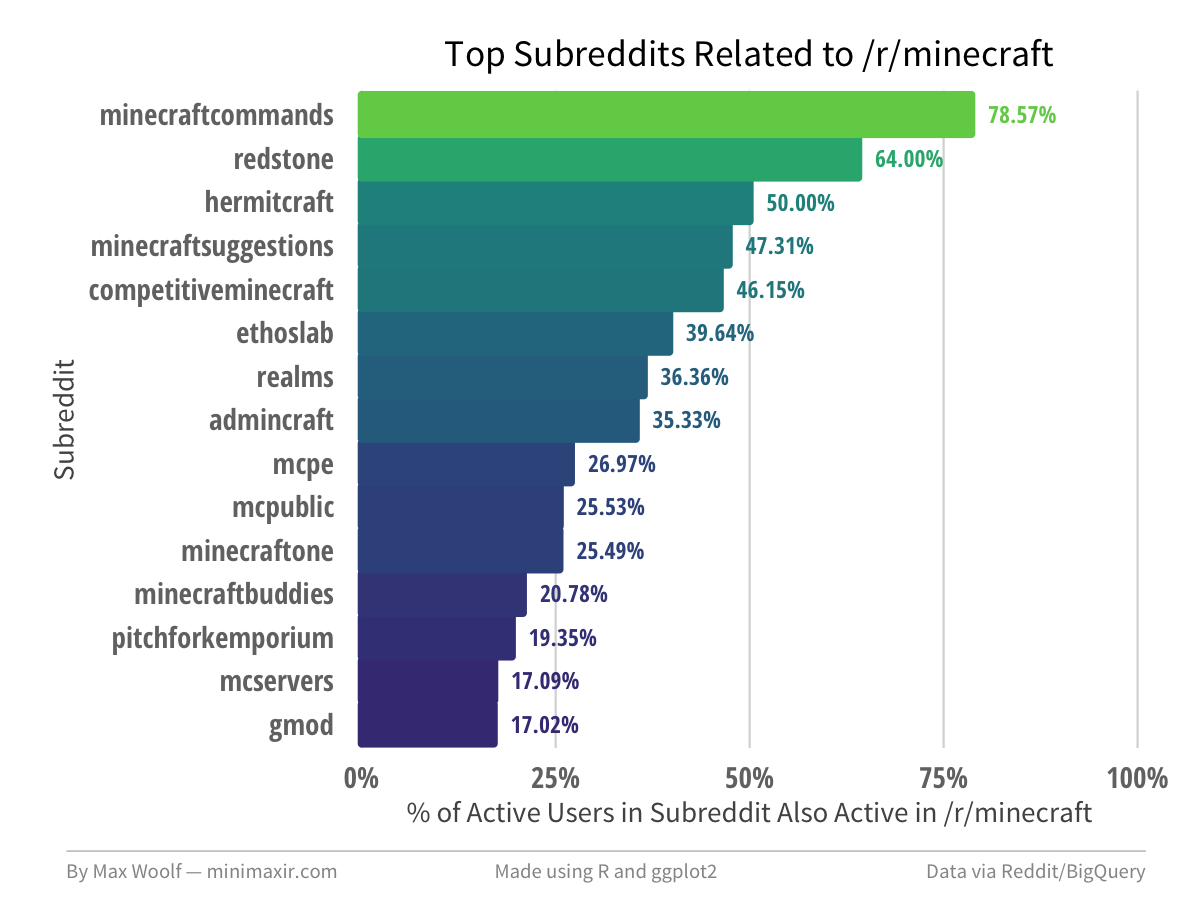 Top Subreddits Related to /r/minecraft
Subreddit
minecraftcommands 78.57%
redstone 64.00%
hermitcraft 50.00%
minecraftsuggestions 47.31%
competitiveminecraft 46.15%
ethoslab 39.64%
realms 36.36%
admincraft 35.33%
mcpe 26.97%
mcpublic 25.53%
minecraftone 25.49%
minecraftbuddies 20.78%
pitchforkemporium 19.35%
mcservers 17.09%
gmod 17.02%
0% 25% 50% 75% 100%
% of Active Users in Subreddit Also Active in /r/minecraft
By Max Woolf — minimaxir.com Made using R and ggplot2 Data via Reddit/BigQuery